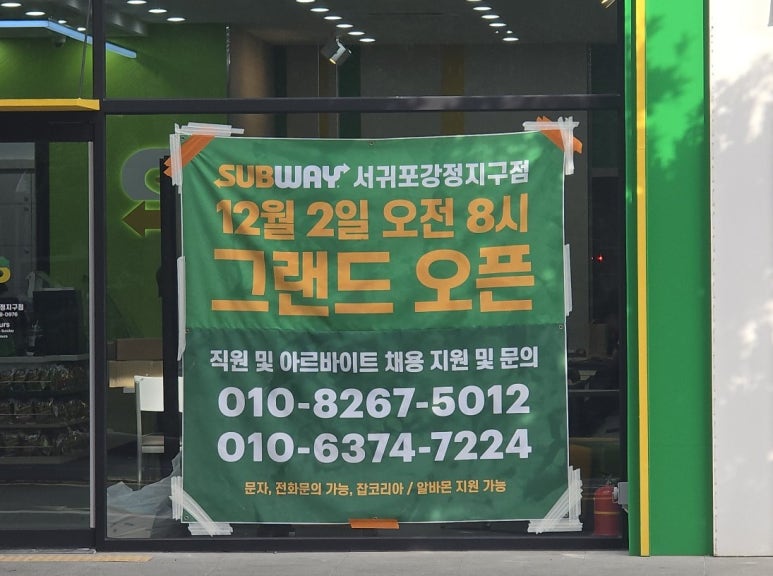 SUBWAY 서귀포강정지구점
12월 2일 오전 8시
그랜드 오픈
직원 및 아르바이트 채용 지원 및 문의
010-8267-5012
010-6374-7224
문자, 전화문의 가능, 잡코리아 / 알바몬 지원 가능